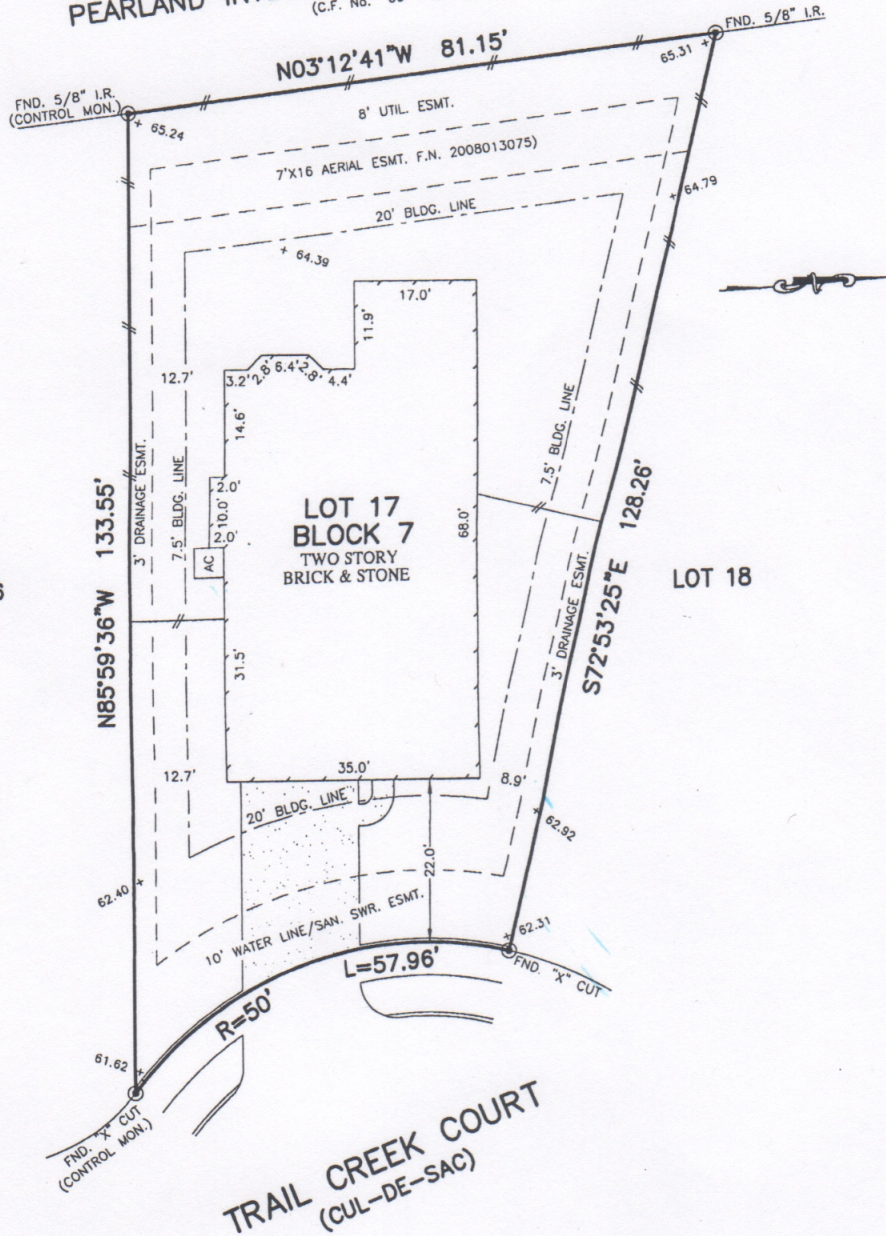 PEARLAND
(C.F. No.
N03°12'41"W 81.15'
FND. 5/8" I.R.
65.31
FND. 5/8" I.R.
(CONTROL MON.)
65.24
8' UTIL. ESMT.
7'X16 AERIAL ESMT. F.N. 2008013075)
64.79
20' BLDG. LINE
64.39
17.0'
11.9'
12.7'
3.2'
2.8'
6.4'
2.8'
4.4'
14.6'
7.5' BLDG. LINE
3' DRAINAGE ESMT.
7.5' BLDG. LINE
N85°59'36"W 133.55'
2.0'
10.0'
2.0'
AC
LOT 17
BLOCK 7
TWO STORY
BRICK & STONE
68.0'
S72°53'25"E 128.26'
3' DRAINAGE ESMT.
LOT 18
31.5'
12.7'
35.0'
8.9'
20' BLDG. LINE
22.0'
62.92
62.40
10' WATER LINE/SAN. SWR. ESMT.
62.31
FND. "X" CUT
L=57.96'
R=50'
61.62
FND. "X" CUT
(CONTROL MON.)
TRAIL CREEK COURT
(CUL-DE-SAC)